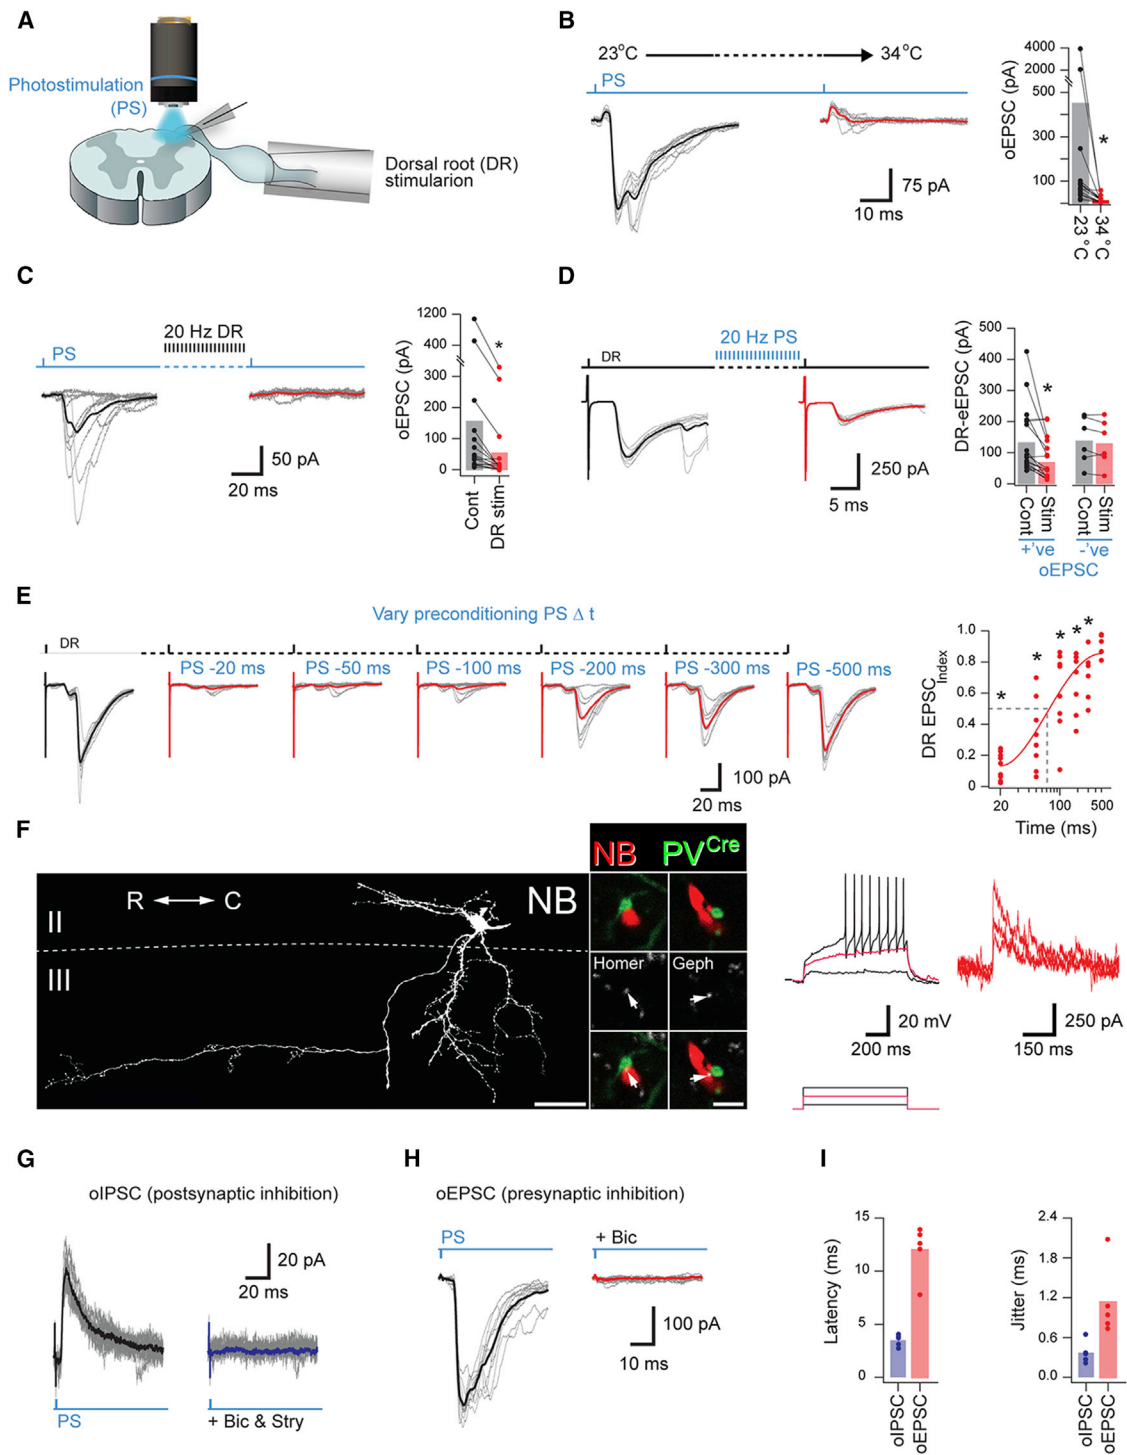 A
Photostimulation
(PS)
Dorsal root (DR)
stimularion
B
23°C
34°C
PS
75 pA
10 ms
oEPSC (pA)
4000
2000
500
300
100
*
23 °C
34 °C
C
PS
20 Hz DR
50 pA
20 ms
oEPSC (pA)
1200
400
300
200
100
0
*
Cont
DR stim
D
DR
20 Hz PS
250 pA
5 ms
DR-eEPSC (pA)
500
400
300
200
100
0
*
Cont
Stim
Cont
Stim
+'ve
-'ve
oEPSC
E
Vary preconditioning PS Δ t
DR
PS -20 ms
PS -50 ms
PS -100 ms
PS -200 ms
PS -300 ms
PS -500 ms
100 pA
20 ms
DR EPSC Index
1.0
0.8
0.6
0.4
0.2
0
* * * * *
20
100
500
Time (ms)
F
R C
NB
II
III
NB PVCre
Homer
Geph
20 mV
200 ms
250 pA
150 ms
G
oIPSC (postsynaptic inhibition)
20 pA
20 ms
PS
+ Bic & Stry
H
oEPSC (presynaptic inhibition)
PS
+ Bic
100 pA
10 ms
I
Latency (ms)
15
10
5
0
oIPSC
oEPSC
Jitter (ms)
2.4
1.8
1.2
0.6
0.0
oIPSC
oEPSC